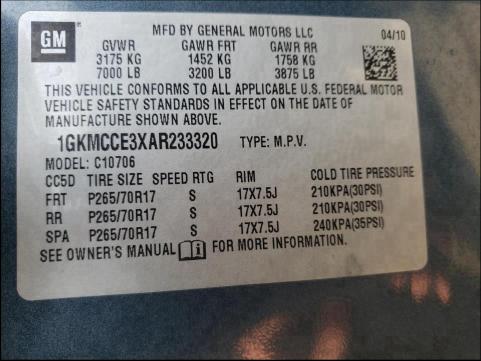 GM
MFD BY GENERAL MOTORS LLC
04/10
GVWR GAWR FRT GAWR RR
3175 KG 1452 KG 1758 KG
7000 LB 3200 LB 3875 LB
THIS VEHICLE CONFORMS TO ALL APPLICABLE U.S. FEDERAL MOTOR
VEHICLE SAFETY STANDARDS IN EFFECT ON THE DATE OF
MANUFACTURE SHOWN ABOVE.
1GKMCCE3XAR233320 TYPE: M.P.V.
MODEL: C10706
CC5D TIRE SIZE SPEED RTG RIM COLD TIRE PRESSURE
FRT P265/70R17 S 17X7.5J 210KPA(30PSI)
RR P265/70R17 S 17X7.5J 210KPA(30PSI)
SPA P265/70R17 S 17X7.5J 240KPA(35PSI)
SEE OWNER'S MANUAL FOR MORE INFORMATION.